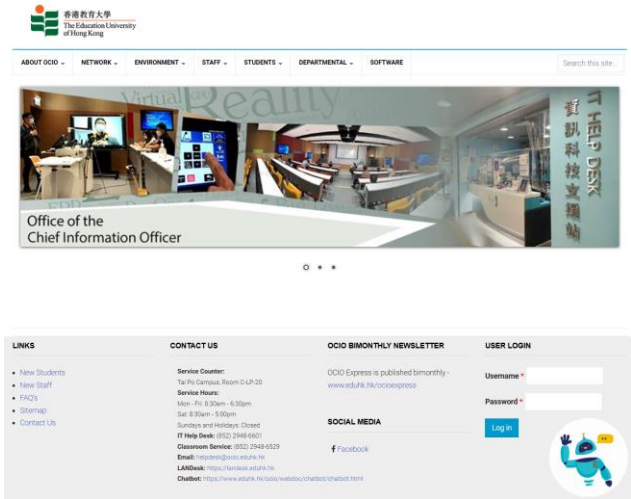 香港教育大學
The Education University
of Hong Kong
ABOUT OCIO
NETWORK
ENVIRONMENT
STAFF
STUDENTS
DEPARTMENTAL
SOFTWARE
Search this site...
Virtual Reality
IT HELP DESK
資訊科技支援站
Office of the
Chief Information Officer
LINKS
New Students
New Staff
FAQ's
Sitemap
Contact Us
CONTACT US
Service Counter:
Tai Po Campus, Room C-LP-20
Service Hours:
Mon - Fri: 8:30am - 6:30pm
Sat: 8:30am - 5:00pm
Sundays and Holidays: Closed
IT Help Desk: (852) 2948-6601
Classroom Service: (852) 2948-6529
Email: helpdesk@ocio.eduhk.hk
LANDesk: https://landesk.eduhk.hk
Chatbot: https://www.eduhk.hk/ocio/webdoc/chatbot/chatbot.html
OCIO BIMONTHLY NEWSLETTER
OCIO Express is published bimonthly -
www.eduhk.hk/ocioexpress
SOCIAL MEDIA
Facebook
USER LOGIN
Username *
Password *
Log in